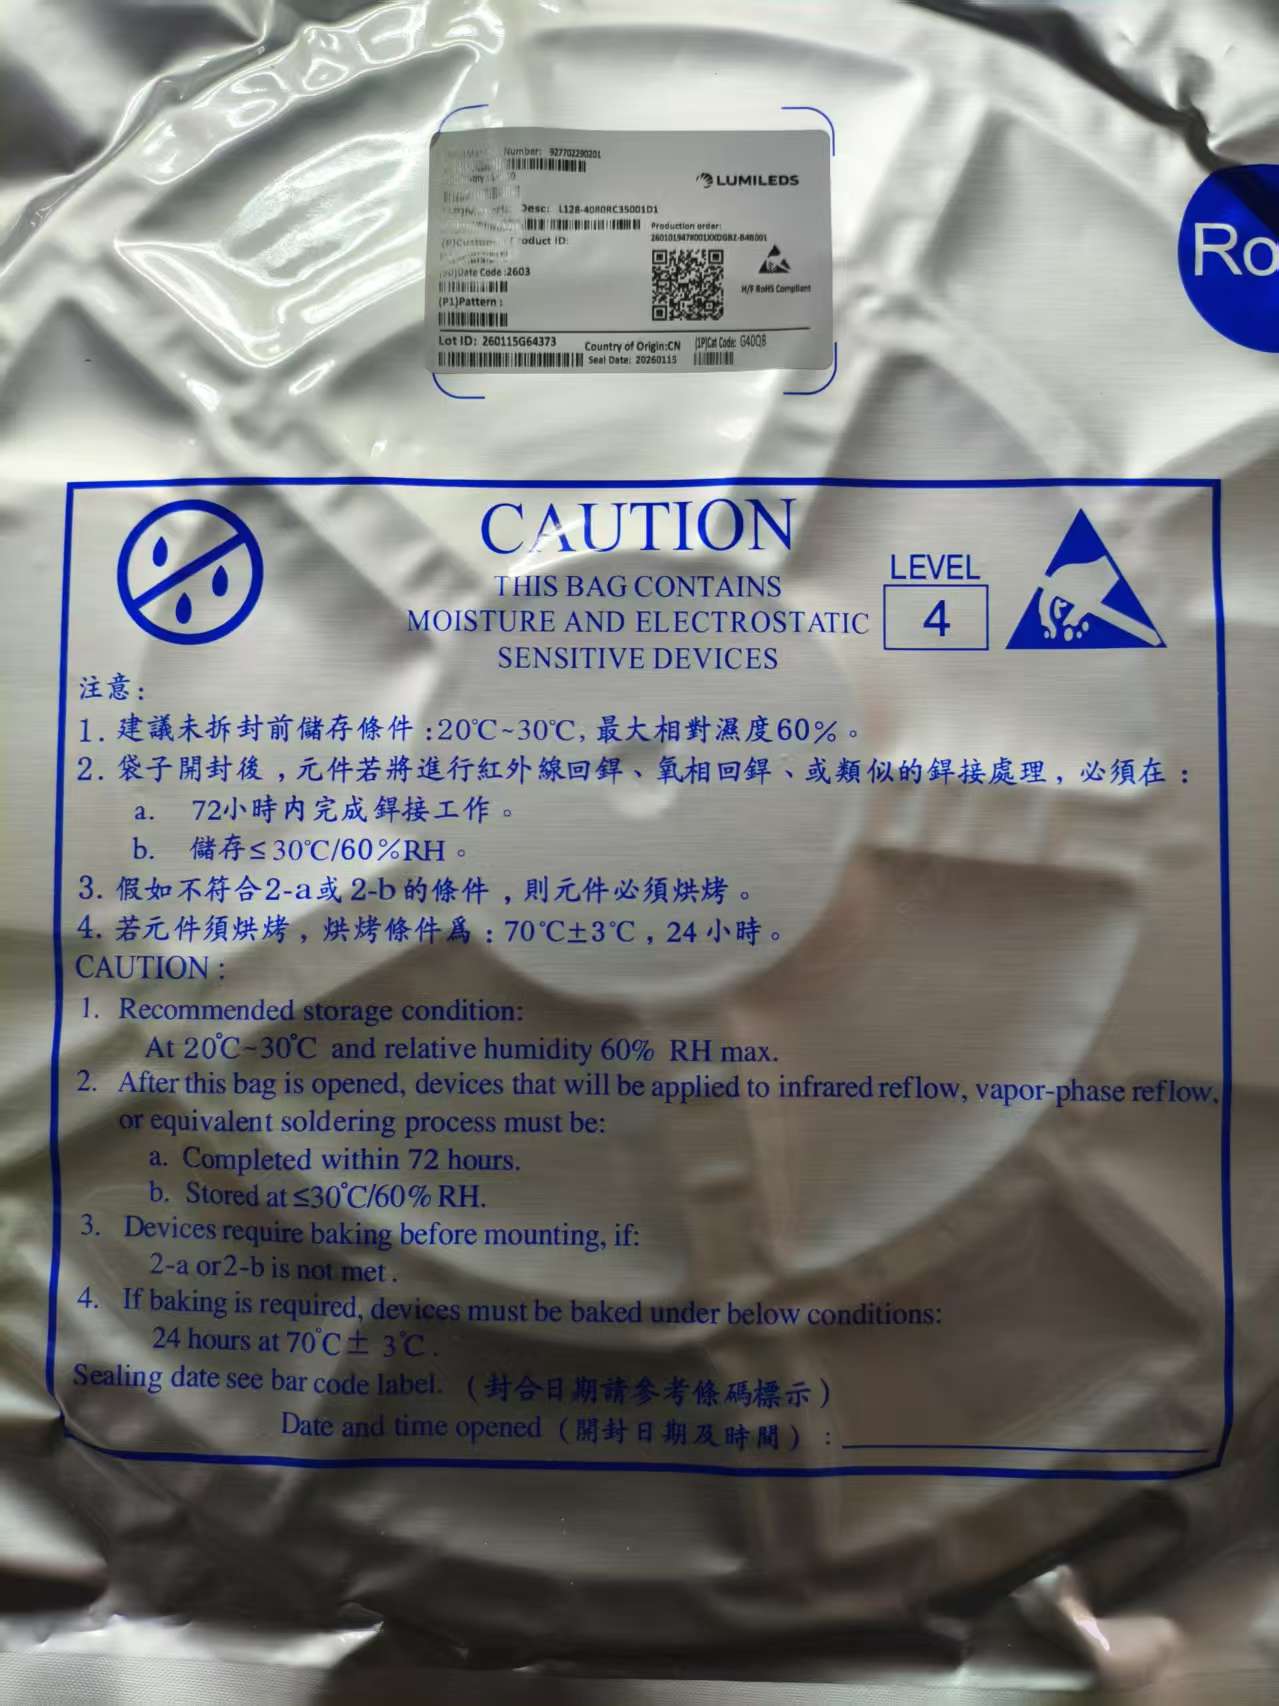 Number: 927702290201
LUMILEDS
Desc: L128-4080RC35001D1
Production order:
260101947R001XXDGBZ-B4B001
Product ID:
Date Code :2603
H/F RoHS Compliant
(P1)Pattern :
Lot ID: 260115G64373
Country of Origin:CN
(1P)Cat Code: G40QB
Seal Date: 20260115
Ro
CAUTION
THIS BAG CONTAINS
MOISTURE AND ELECTROSTATIC
SENSITIVE DEVICES
LEVEL
4
注意:
1. 建議未拆封前儲存條件 :20℃~30℃, 最大相對濕度60%。
2. 袋子開封後,元件若將進行紅外線回銲、氧相回銲、或類似的銲接處理,必須在:
a. 72小時內完成銲接工作。
b. 儲存≤30℃/60%RH。
3. 假如不符合2-a或2-b的條件,則元件必須烘烤。
4. 若元件須烘烤,烘烤條件爲:70℃±3℃,24小時。
CAUTION :
1. Recommended storage condition:
At 20℃~30℃ and relative humidity 60% RH max.
2. After this bag is opened, devices that will be applied to infrared reflow, vapor-phase reflow,
or equivalent soldering process must be:
a. Completed within 72 hours.
b. Stored at ≤30℃/60% RH.
3. Devices require baking before mounting, if:
2-a or 2-b is not met .
4. If baking is required, devices must be baked under below conditions:
24 hours at 70℃ ± 3℃ .
Sealing date see bar code label. (封合日期請參考條碼標示)
Date and time opened (開封日期及時間) :